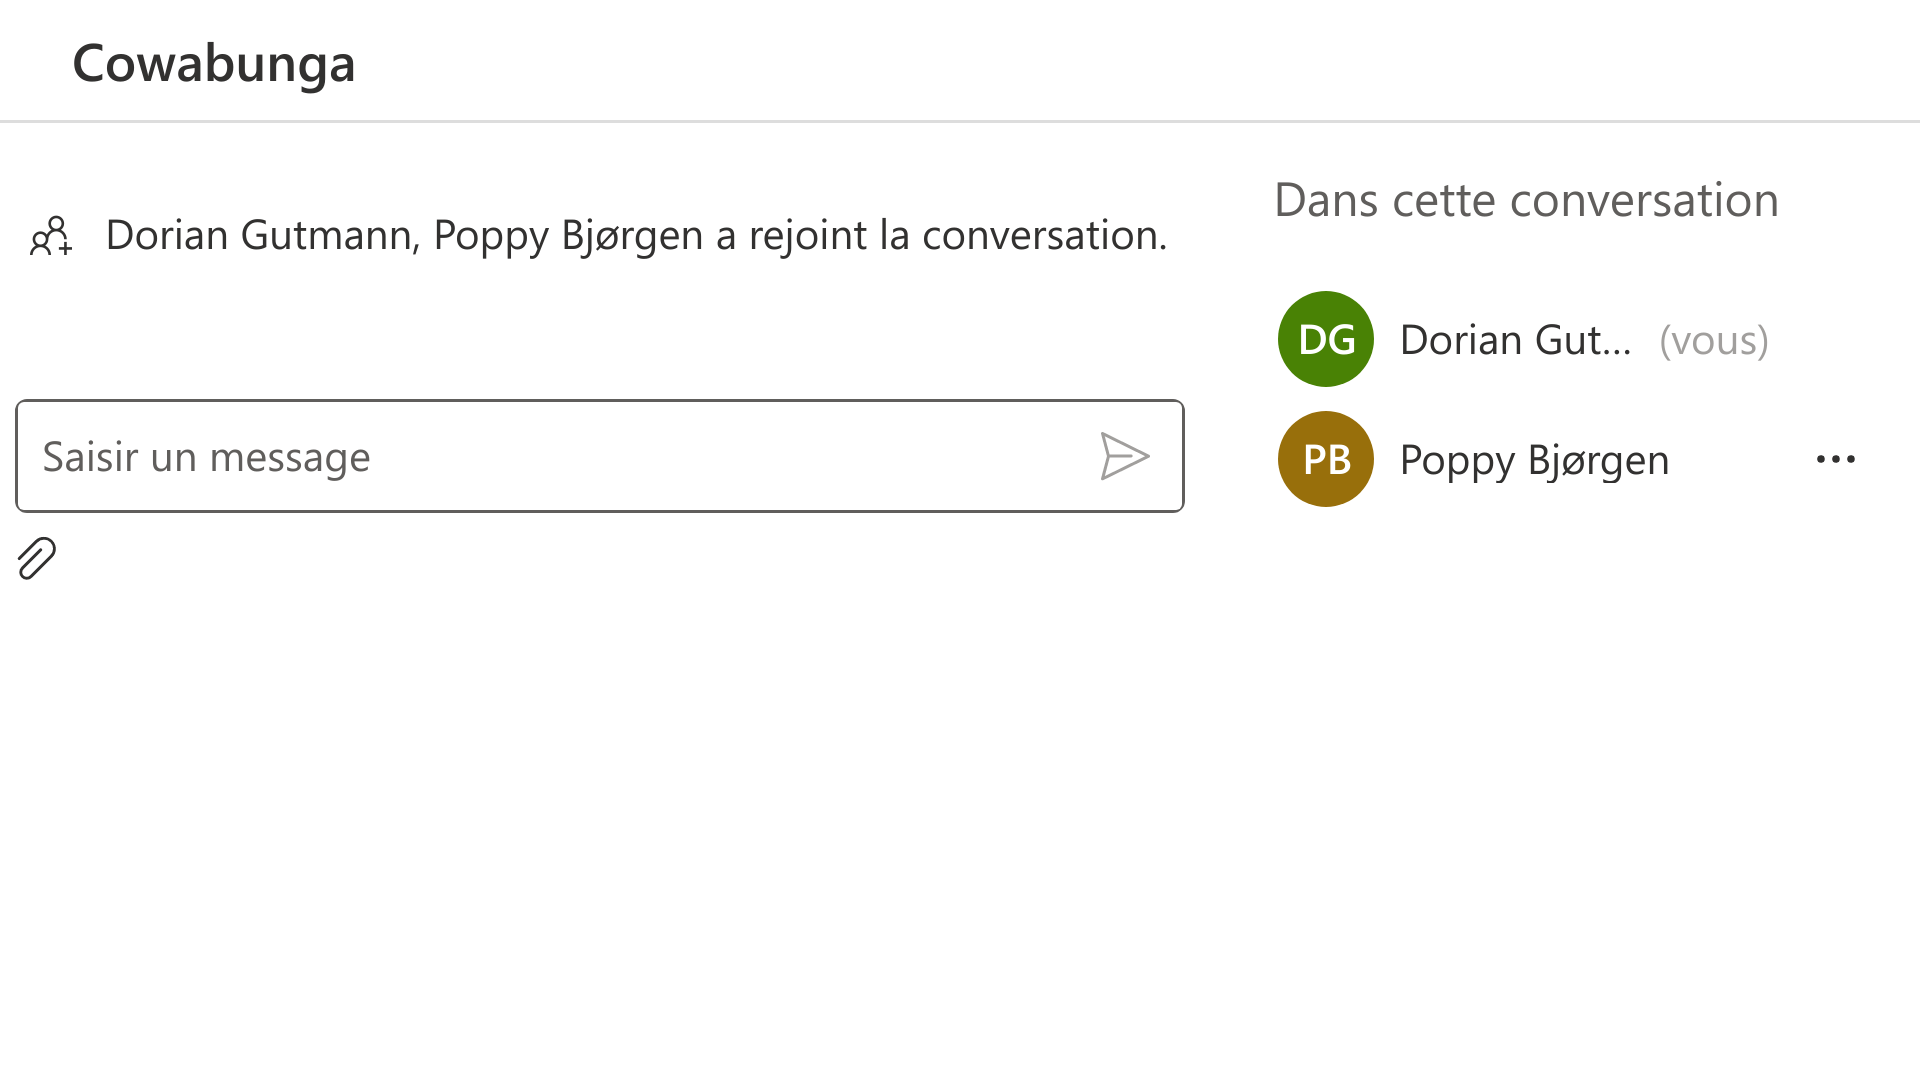 Cowabunga
Dorian Gutmann, Poppy Bjørgen a rejoint la conversation.
Saisir un message
Dans cette conversation
DG Dorian Gut... (vous)
PB Poppy Bjørgen